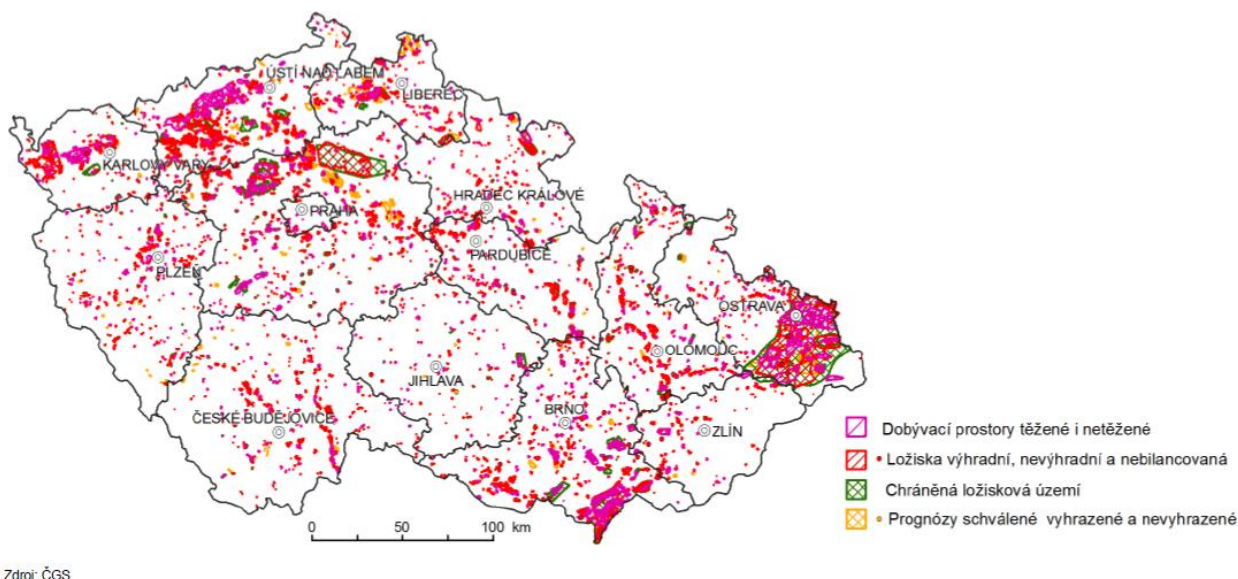 ÚSTÍ NAD LABEM
LIBEREC
KARLOVY VARY
HRADEC KRÁLOVÉ
PRAHA
PARDUBICE
PLZEŇ
OSTRAVA
OLOMOUC
JIHLAVA
BRNO
ČESKÉ BUDĚJOVICE
ZLÍN
Dobývací prostory těžené i netěžené
Ložiska výhradní, nevýhradní a nebilancovaná
Chráněná ložisková území
Prognózy schválené vyhrazené a nevyhrazené
0 50 100 km
Zdroj: ČGS